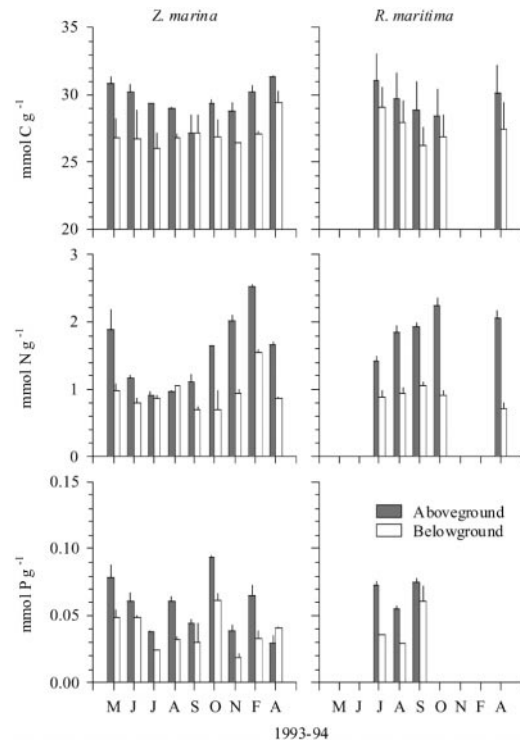 Z. marina
R. maritima
35
30
25
20
mmol C g⁻¹
3
2
1
0
mmol N g⁻¹
0.15
0.10
0.05
0.00
mmol P g⁻¹
Aboveground
Belowground
M J J A S O N F A
M J J A S O N F A
1993-94